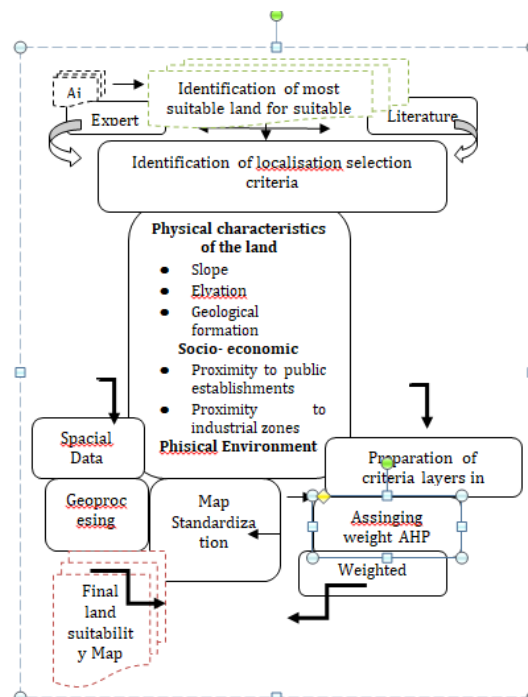 Ai
Identification of most
suitable land for suitable
Expert
Literature
Identification of localisation selection
criteria
Physical characteristics
of the land
● Slope
● Elvation
● Geological
formation
Socio- economic
● Proximity to public
establishments
● Proximity to
industrial zones
Phisical Environment
Spacial
Data
Preparation of
criteria layers in
Geoproc
esing
Map
Standardiza
tion
Assinging
weight AHP
Weighted
Final
land
suitabilit
y Map